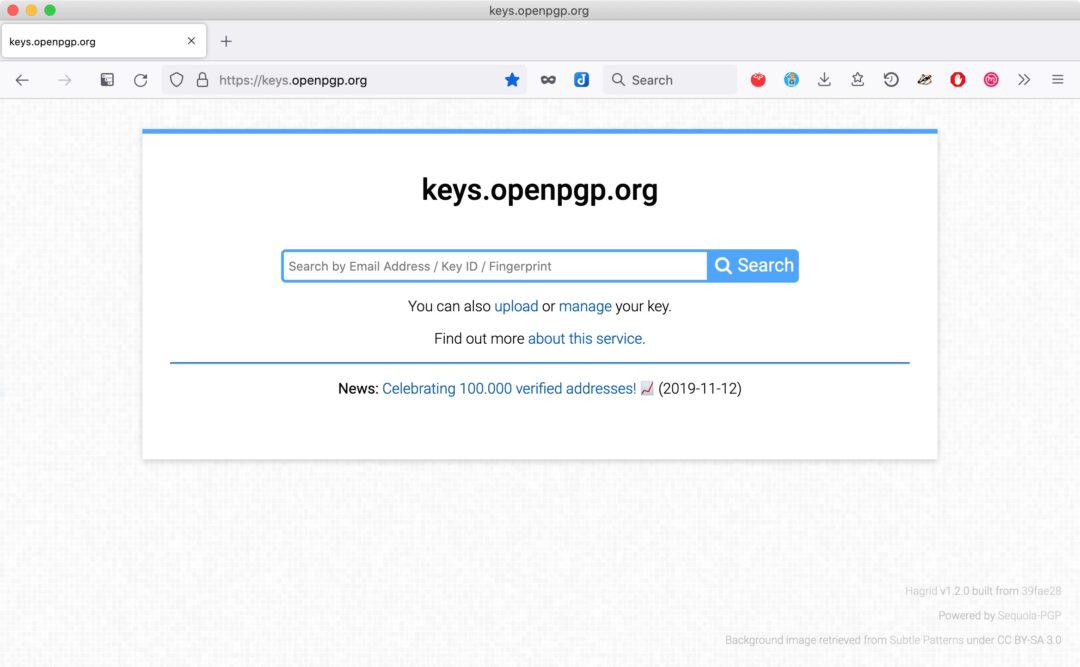 keys.openpgp.org
keys.openpgp.org
https://keys.openpgp.org
Search
keys.openpgp.org
Search by Email Address / Key ID / Fingerprint
Search
You can also upload or manage your key.
Find out more about this service.
News: Celebrating 100.000 verified addresses! 📈 (2019-11-12)
Hagrid v1.2.0 built from 39fae28
Powered by Sequoia-PGP
Background image retrieved from Subtle Patterns under CC BY-SA 3.0